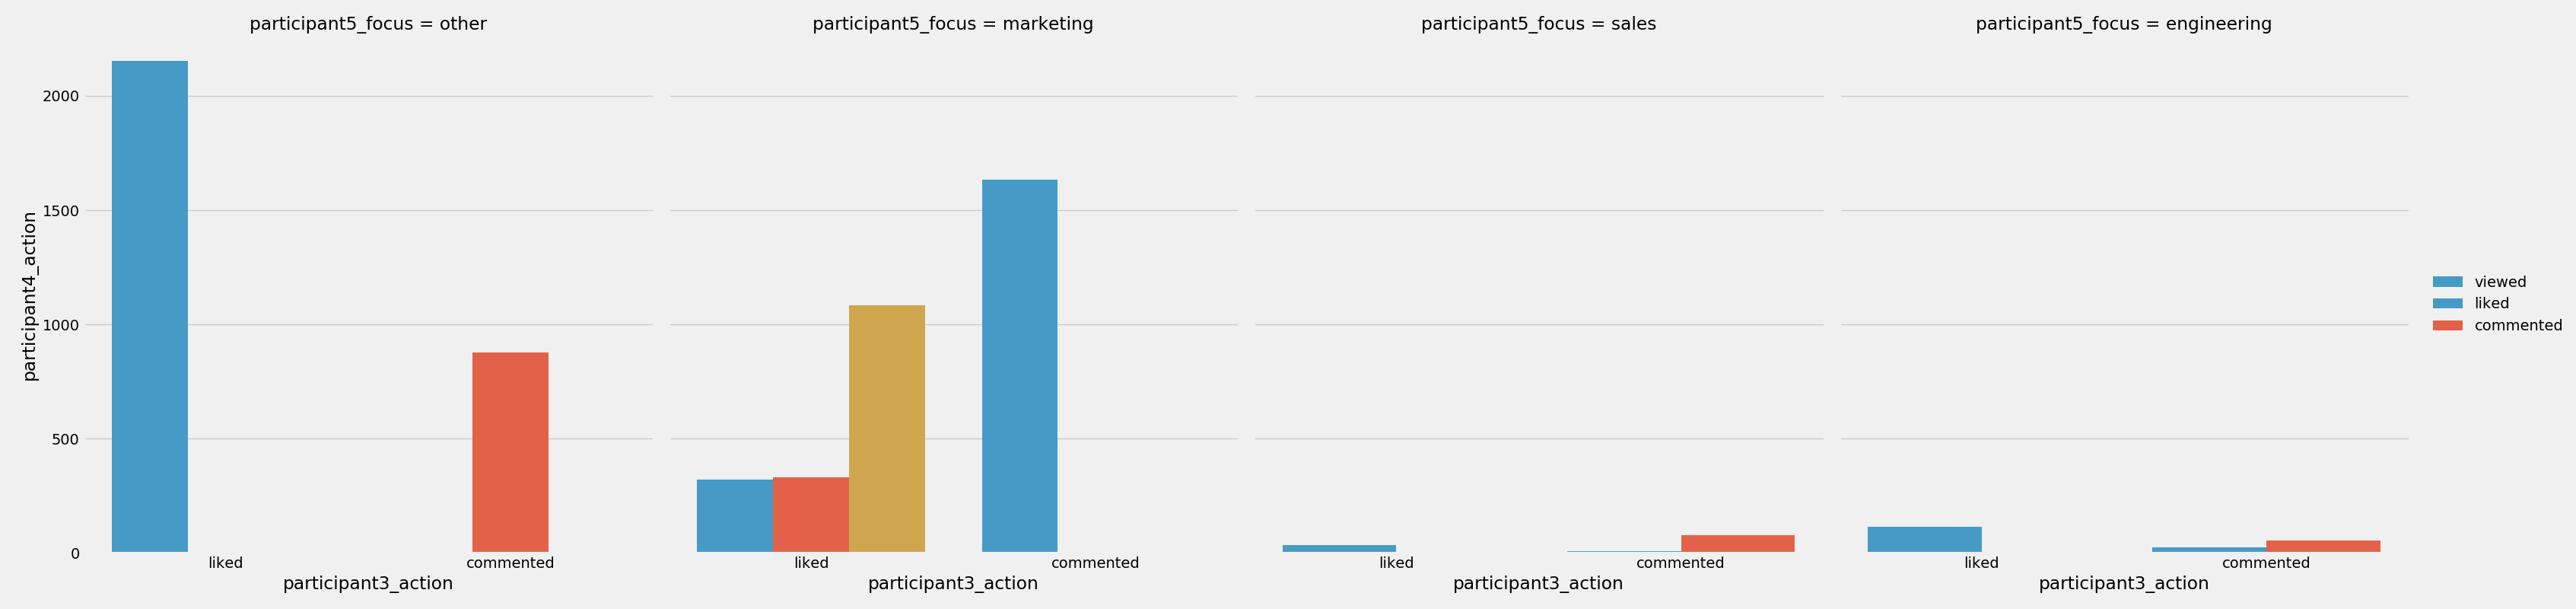 participant5_focus = other
participant5_focus = marketing
participant5_focus = sales
participant5_focus = engineering
participant4_action
2000
1500
1000
500
0
liked commented
liked commented
liked commented
liked commented
participant3_action
participant3_action
participant3_action
participant3_action
viewed
liked
commented